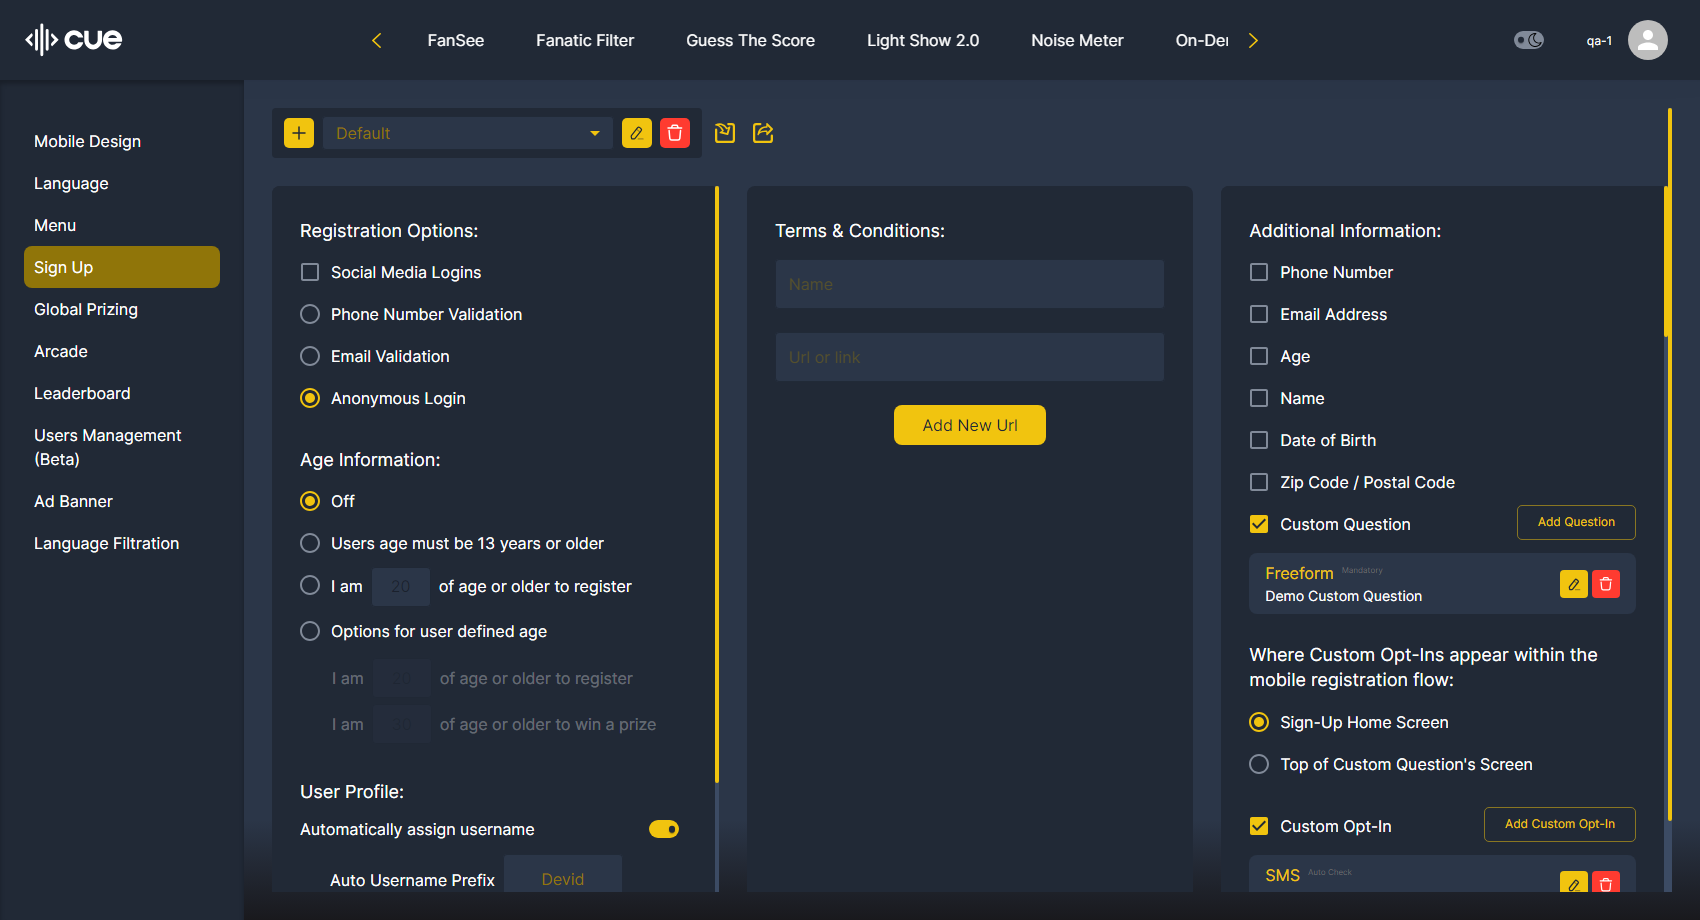 cue
FanSee
Fanatic Filter
Guess The Score
Light Show 2.0
Noise Meter
On-Der
qa-1
Mobile Design
Language
Menu
Sign Up
Global Prizing
Arcade
Leaderboard
Users Management
(Beta)
Ad Banner
Language Filtration
Default
Registration Options:
Social Media Logins
Phone Number Validation
Email Validation
Anonymous Login
Age Information:
Off
Users age must be 13 years or older
I am 20 of age or older to register
Options for user defined age
I am 20 of age or older to register
I am 30 of age or older to win a prize
User Profile:
Automatically assign username
Auto Username Prefix Devid
Terms & Conditions:
Name
Url or link
Add New Url
Additional Information:
Phone Number
Email Address
Age
Name
Date of Birth
Zip Code / Postal Code
Custom Question
Add Question
Freeform Mandatory
Demo Custom Question
Where Custom Opt-Ins appear within the
mobile registration flow:
Sign-Up Home Screen
Top of Custom Question's Screen
Custom Opt-In
Add Custom Opt-In
SMS Auto Check